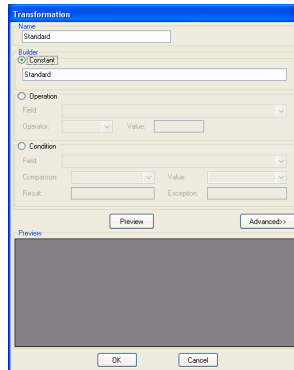 Transformation
Name
Standard
Builder
Constant
Standard
Operation
Field:
Operator: Value:
Condition
Field:
Comparison: Value:
Result: Exception:
Preview Advanced>>
Preview
OK Cancel